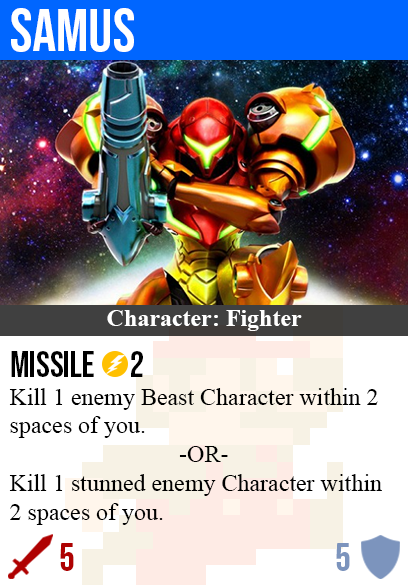 SAMUS
Character: Fighter
MISSILE 2
Kill 1 enemy Beast Character within 2
spaces of you.
-OR-
Kill 1 stunned enemy Character within
2 spaces of you.
5 5